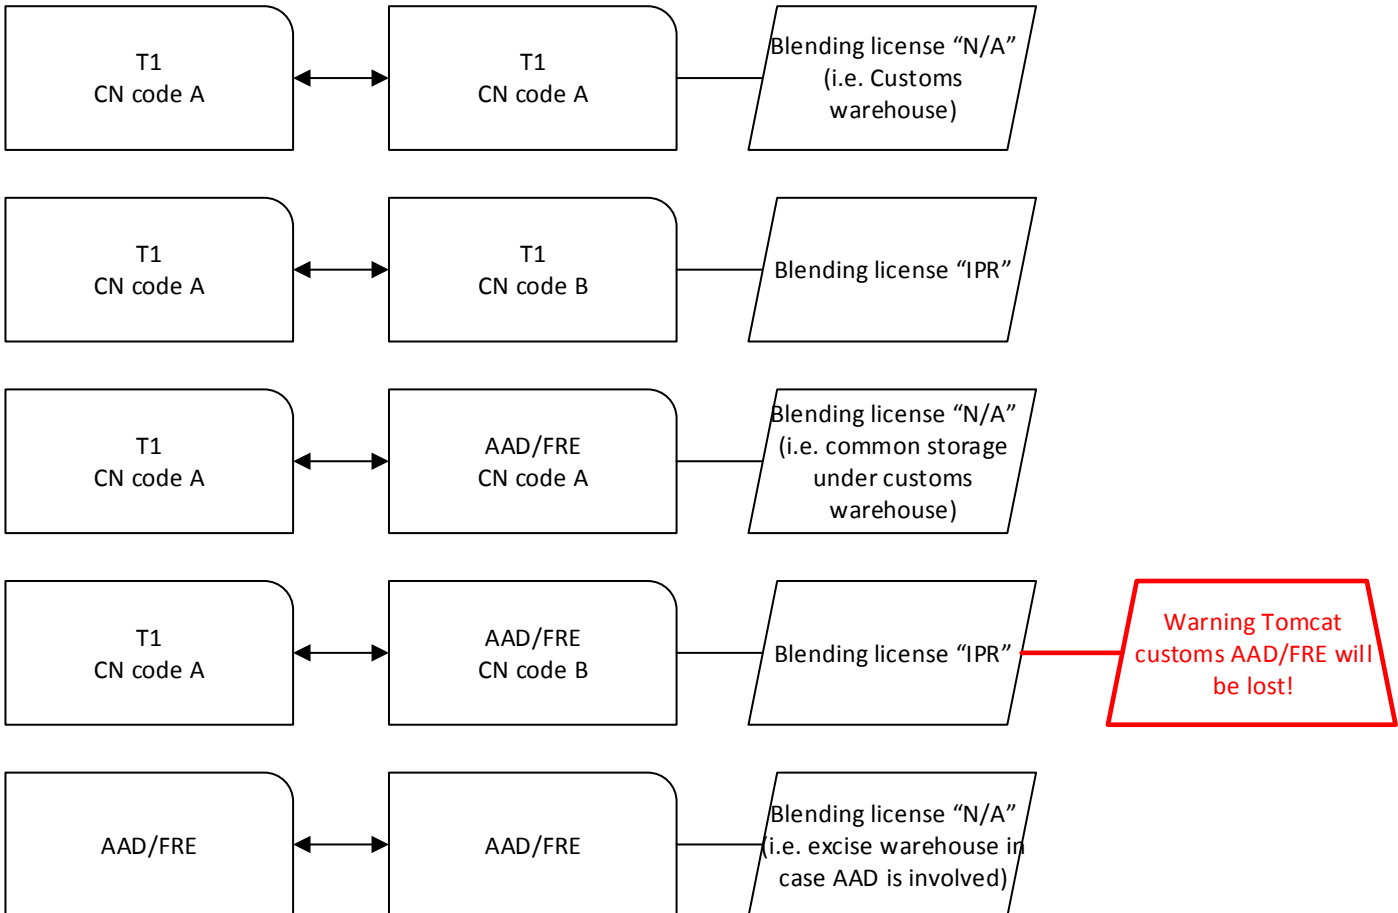 T1
CN code A
T1
CN code A
Blending license “N/A”
(i.e. Customs
warehouse)
T1
CN code A
T1
CN code B
Blending license “IPR”
T1
CN code A
AAD/FRE
CN code A
Blending license “N/A”
(i.e. common storage
under customs
warehouse)
T1
CN code A
AAD/FRE
CN code B
Blending license “IPR”
Warning Tomcat
customs AAD/FRE will
be lost!
AAD/FRE
AAD/FRE
Blending license “N/A”
(i.e. excise warehouse in
case AAD is involved)